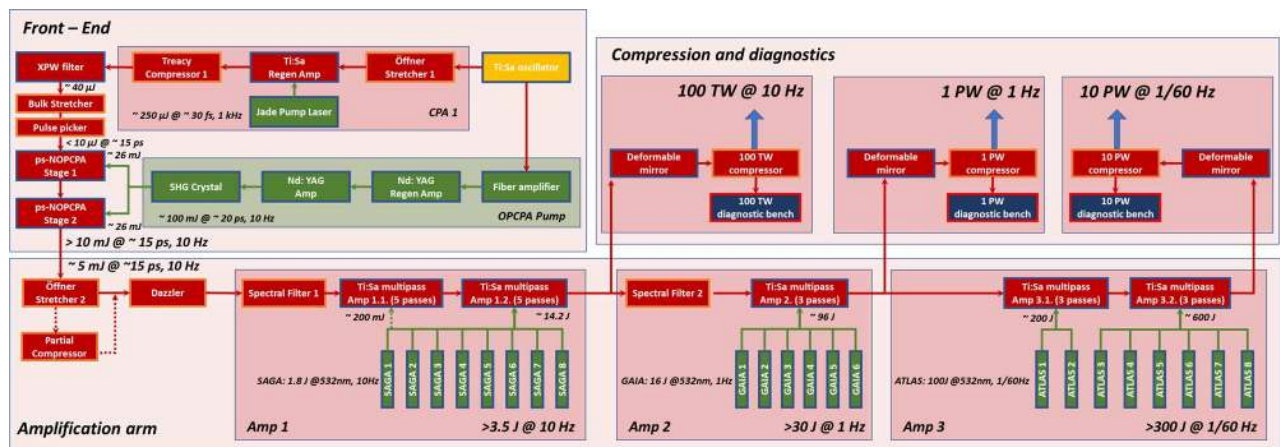 Front – End
XPW filter
Treacy
Compressor 1
Ti:Sa
Regen Amp
Öffner
Stretcher 1
Ti:Sa oscillator
~ 40 µJ
Bulk Stretcher
Pulse picker
Jade Pump Laser
~ 250 µJ @ ~ 30 fs, 1 kHz
CPA 1
< 10 µJ @ ~ 15 ps
~ 26 mJ
ps-NOPCPA
Stage 1
SHG Crystal
Nd: YAG
Amp
Nd: YAG
Regen Amp
Fiber amplifier
ps-NOPCPA
Stage 2
~ 26 mJ
~ 100 mJ @ ~ 20 ps, 10 Hz
OPCPA Pump
> 10 mJ @ ~ 15 ps, 10 Hz
Compression and diagnostics
100 TW @ 10 Hz
1 PW @ 1 Hz
10 PW @ 1/60 Hz
Deformable
mirror
100 TW
compressor
Deformable
mirror
1 PW
compressor
10 PW
compressor
Deformable
mirror
100 TW
diagnostic bench
1 PW
diagnostic bench
10 PW
diagnostic bench
~ 5 mJ @ ~15 ps, 10 Hz
Öffner
Stretcher 2
Dazzler
Spectral Filter 1
Ti:Sa multipass
Amp 1.1. (5 passes)
Ti:Sa multipass
Amp 1.2. (5 passes)
Spectral Filter 2
Ti:Sa multipass
Amp 2. (3 passes)
Ti:Sa multipass
Amp 3.1. (3 passes)
Ti:Sa multipass
Amp 3.2. (3 passes)
Partial
Compressor
~ 200 mJ
~ 14.2 J
~ 96 J
~ 200 J
~ 600 J
SAGA: 1.8 J @532nm, 10Hz
SAGA 1
SAGA 2
SAGA 3
SAGA 4
SAGA 5
SAGA 6
SAGA 7
SAGA 8
GAIA: 16 J @532nm, 1Hz
GAIA 1
GAIA 2
GAIA 3
GAIA 4
GAIA 5
GAIA 6
ATLAS: 100J @532nm, 1/60Hz
ATLAS 1
ATLAS 2
ATLAS 3
ATLAS 4
ATLAS 5
ATLAS 6
ATLAS 7
ATLAS 8
Amplification arm
Amp 1
>3.5 J @ 10 Hz
Amp 2
>30 J @ 1 Hz
Amp 3
>300 J @ 1/60 Hz